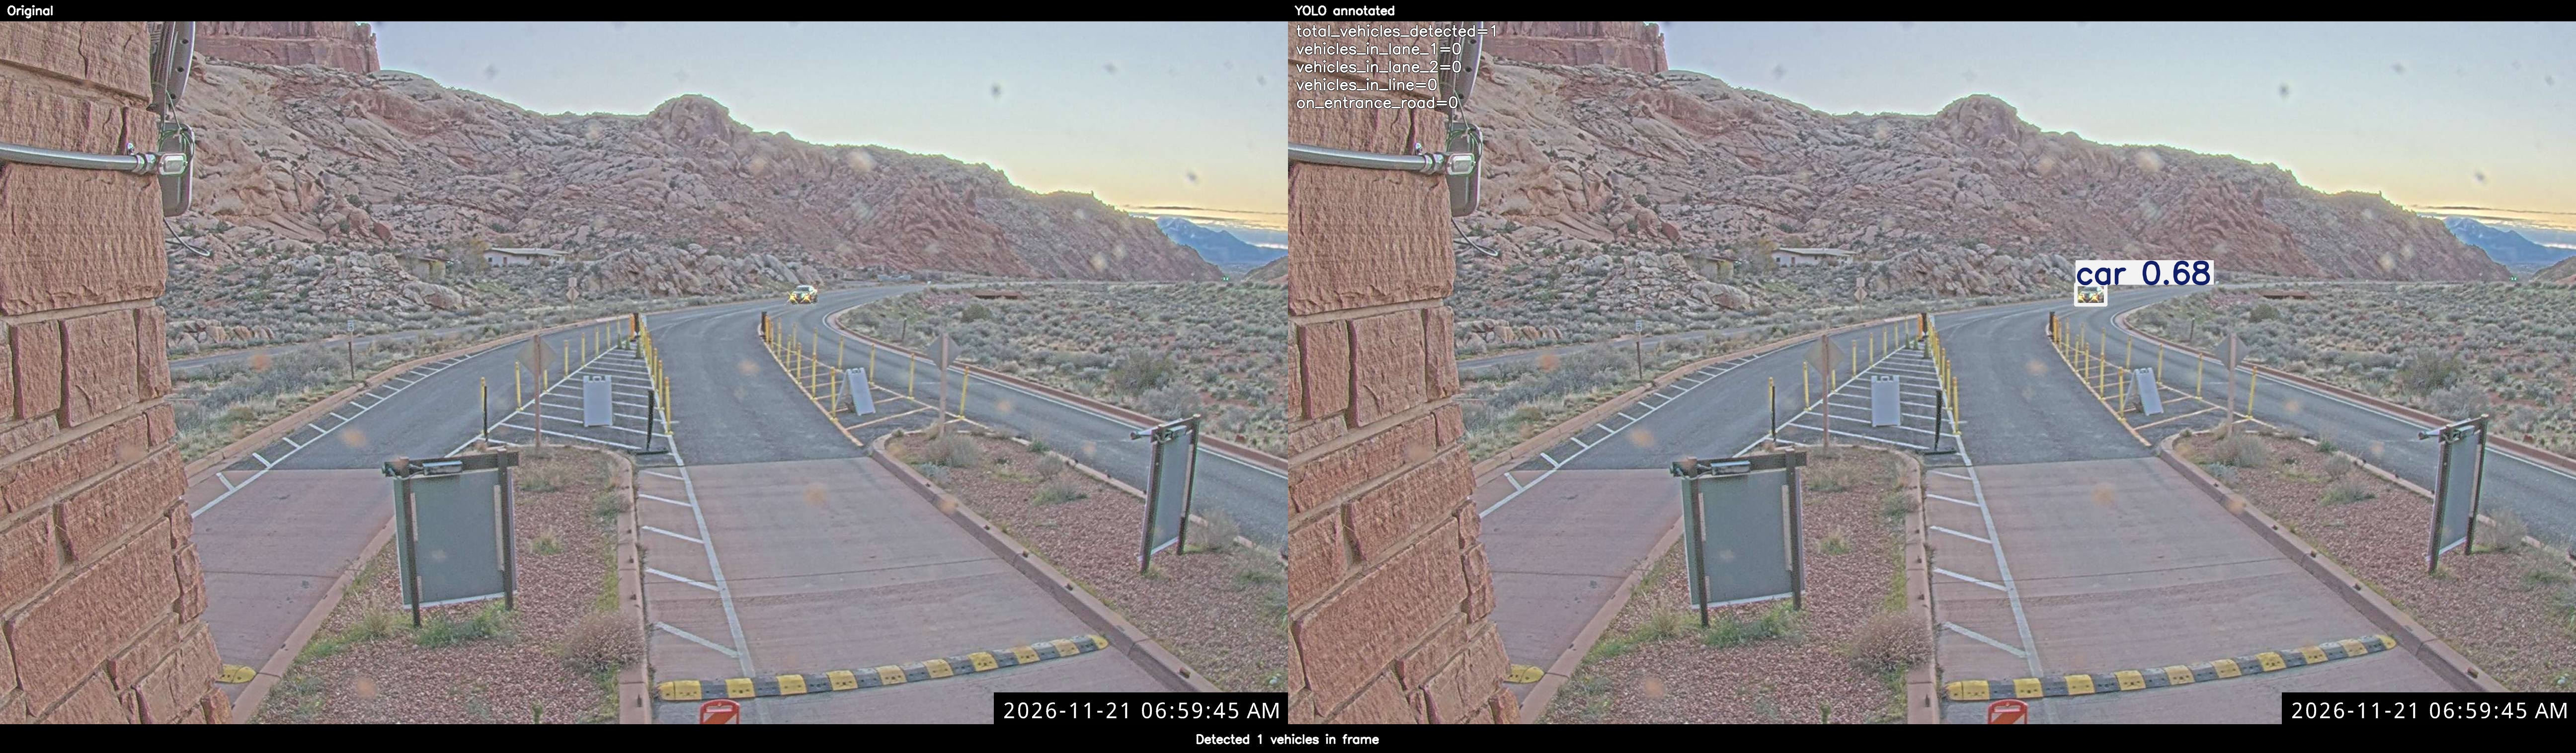 Original
YOLO annotated
total_vehicles_detected=1
vehicles_in_lane_1=0
vehicles_in_lane_2=0
vehicles_in_line=0
on_entrance_road=0
car 0.68
2026-11-21 06:59:45 AM
2026-11-21 06:59:45 AM
Detected 1 vehicles in frame